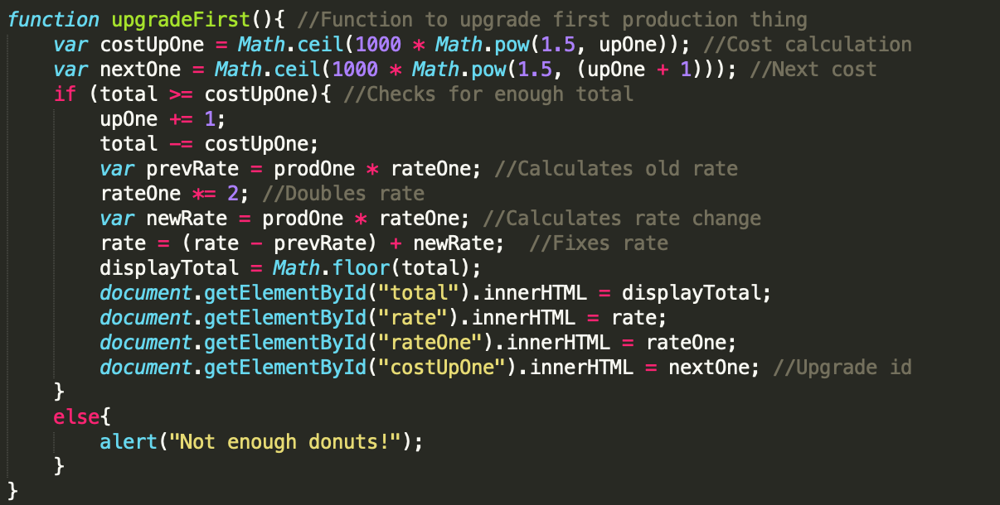 function upgradeFirst(){ //Function to upgrade first production thing
    var costUpOne = Math.ceil(1000 * Math.pow(1.5, upOne)); //Cost calculation
    var nextOne = Math.ceil(1000 * Math.pow(1.5, (upOne + 1))); //Next cost
    if (total >= costUpOne){ //Checks for enough total
        upOne += 1;
        total -= costUpOne;
        var prevRate = prodOne * rateOne; //Calculates old rate
        rateOne *= 2; //Doubles rate
        var newRate = prodOne * rateOne; //Calculates rate change
        rate = (rate - prevRate) + newRate;  //Fixes rate
        displayTotal = Math.floor(total);
        document.getElementById("total").innerHTML = displayTotal;
        document.getElementById("rate").innerHTML = rate;
        document.getElementById("rateOne").innerHTML = rateOne;
        document.getElementById("costUpOne").innerHTML = nextOne; //Upgrade id
    }
    else{
        alert("Not enough donuts!");
    }
}